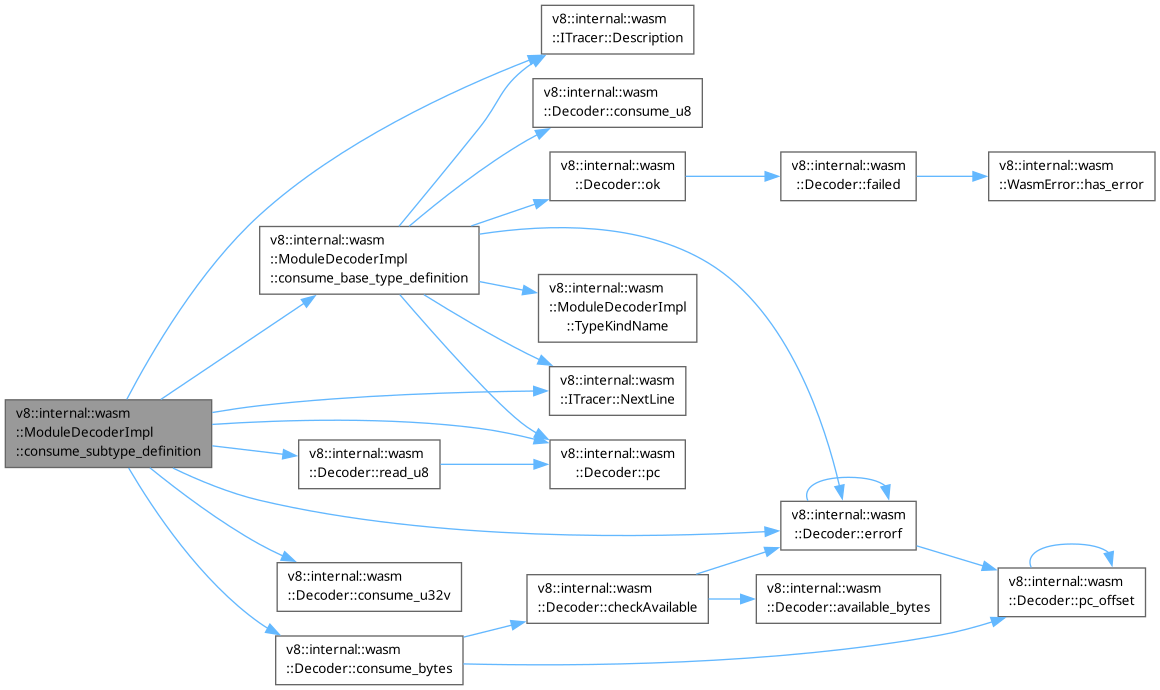 v8::internal::wasm
::ITracer::Description
v8::internal::wasm
::Decoder::consume_u8
v8::internal::wasm
::Decoder::ok
v8::internal::wasm
::Decoder::failed
v8::internal::wasm
::WasmError::has_error
v8::internal::wasm
::ModuleDecoderImpl
::consume_base_type_definition
v8::internal::wasm
::ModuleDecoderImpl
::TypeKindName
v8::internal::wasm
::ITracer::NextLine
v8::internal::wasm
::ModuleDecoderImpl
::consume_subtype_definition
v8::internal::wasm
::Decoder::read_u8
v8::internal::wasm
::Decoder::pc
v8::internal::wasm
::Decoder::errorf
v8::internal::wasm
::Decoder::consume_u32v
v8::internal::wasm
::Decoder::checkAvailable
v8::internal::wasm
::Decoder::available_bytes
v8::internal::wasm
::Decoder::pc_offset
v8::internal::wasm
::Decoder::consume_bytes